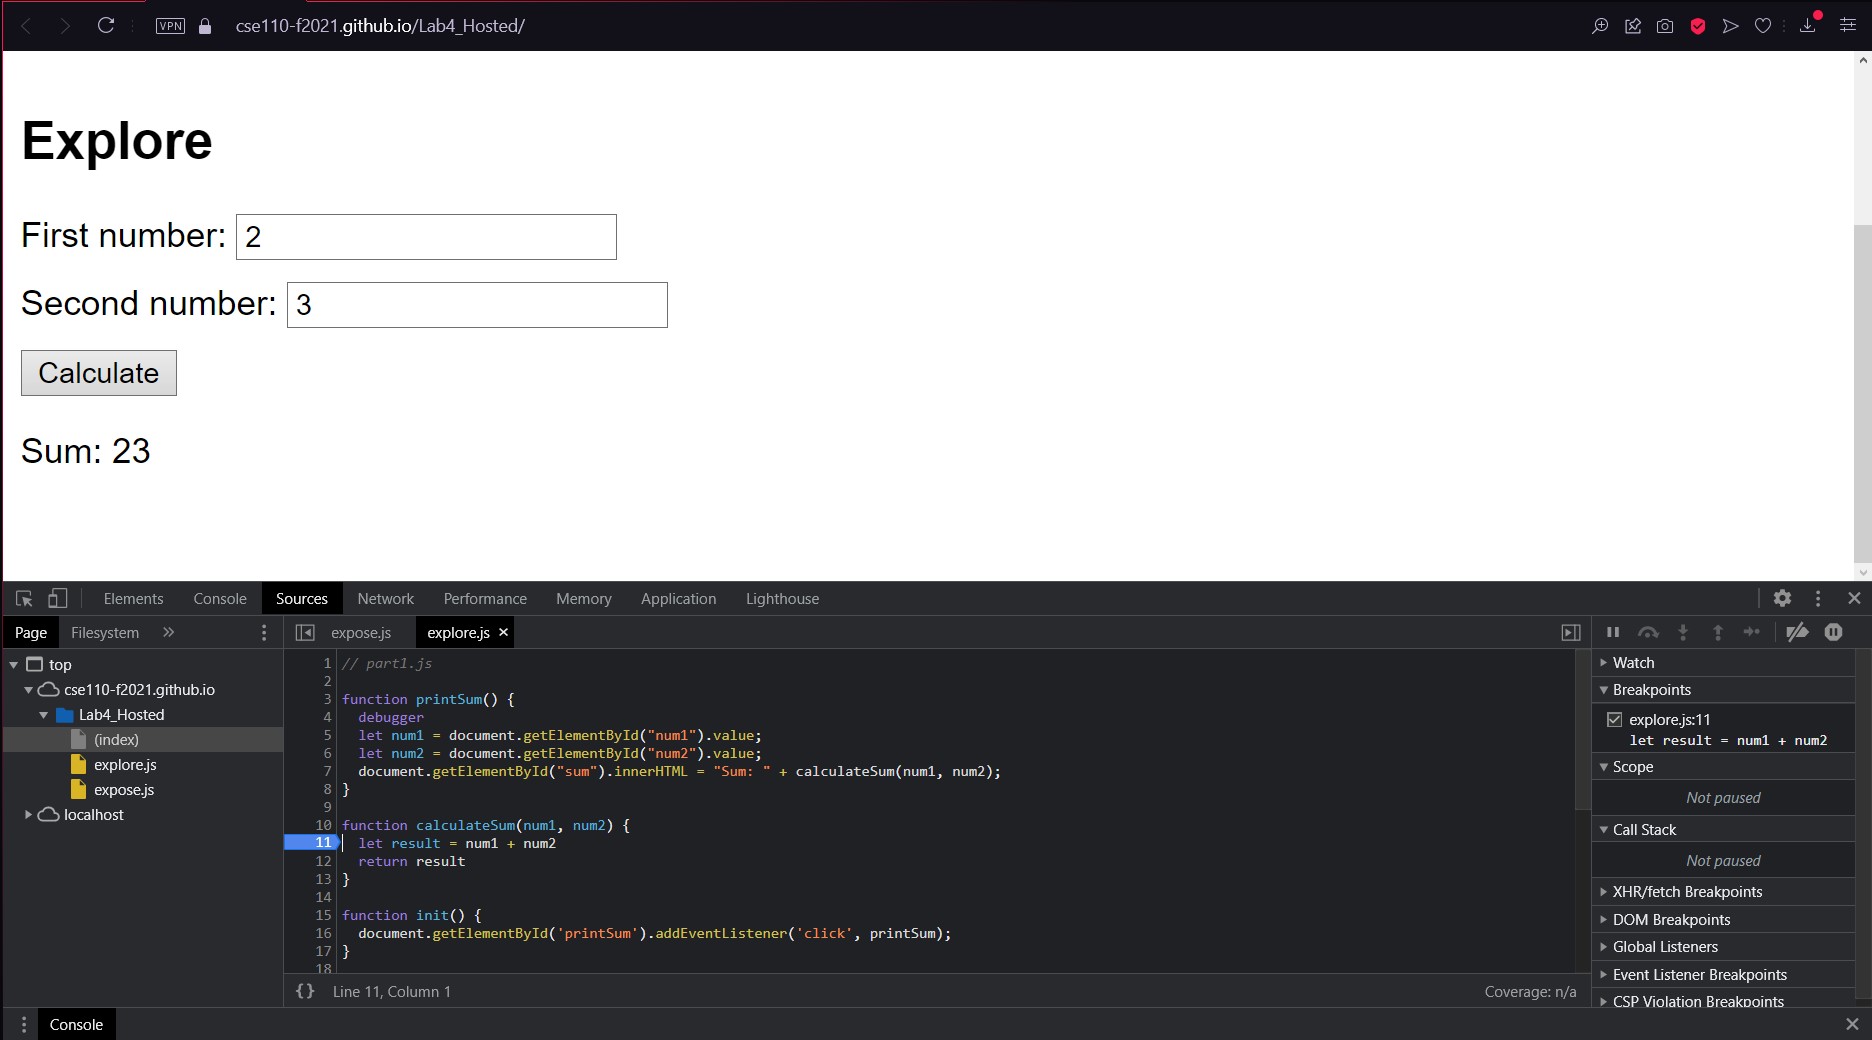 VPN cse110-f2021.github.io/Lab4_Hosted/
Explore
First number: 2
Second number: 3
Calculate
Sum: 23
Elements Console Sources Network Performance Memory Application Lighthouse
Page Filesystem » expose.js explore.js ×
top
cse110-f2021.github.io
Lab4_Hosted
(index)
explore.js
expose.js
localhost
1 // part1.js
2
3 function printSum() {
4 debugger
5 let num1 = document.getElementById("num1").value;
6 let num2 = document.getElementById("num2").value;
7 document.getElementById("sum").innerHTML = "Sum: " + calculateSum(num1, num2);
8 }
9
10 function calculateSum(num1, num2) {
11 let result = num1 + num2
12 return result
13 }
14
15 function init() {
16 document.getElementById('printSum').addEventListener('click', printSum);
17 }
18
{} Line 11, Column 1 Coverage: n/a
Watch
Breakpoints
explore.js:11
let result = num1 + num2
Scope
Not paused
Call Stack
Not paused
XHR/fetch Breakpoints
DOM Breakpoints
Global Listeners
Event Listener Breakpoints
CSP Violation Breakpoints
Console